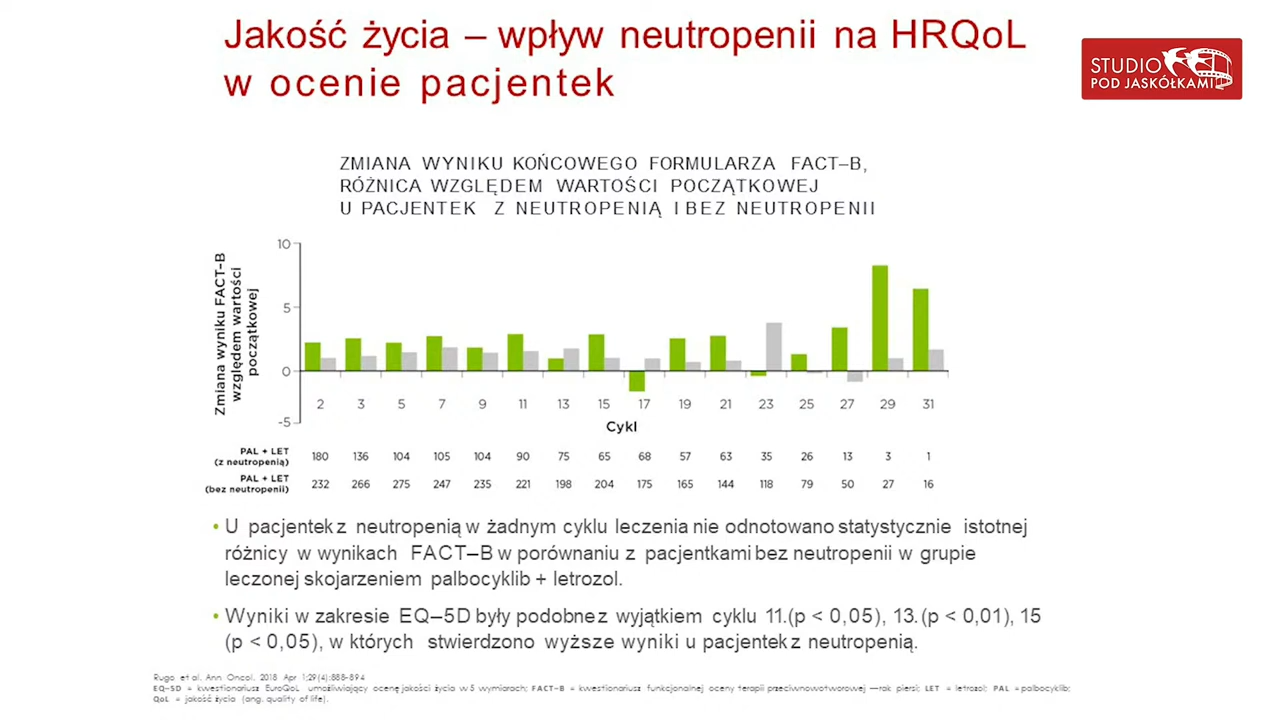 Jakość życia – wpływ neutropenii na HRQoL
w ocenie pacjentek
STUDIO
POD JASKÓŁKAMI
ZMIANA WYNIKU KOŃCOWEGO FORMULARZA FACT–B,
RÓŻNICA WZGLĘDEM WARTOŚCI POCZĄTKOWEJ
U PACJENTEK Z NEUTROPENIĄ I BEZ NEUTROPENII
Zmiana wyniku FACT-B
względem wartości
początkowej
10
5
0
-5
2 3 5 7 9 11 13 15 17 19 21 23 25 27 29 31
Cykl
PAL + LET
(z neutropenią) 180 136 104 105 104 90 75 65 68 57 63 35 26 13 3 1
PAL + LET
(bez neutropenii) 232 266 275 247 235 221 198 204 175 165 144 118 79 50 27 16
• U pacjentek z neutropenią w żadnym cyklu leczenia nie odnotowano statystycznie istotnej
różnicy w wynikach FACT–B w porównaniu z pacjentkami bez neutropenii w grupie
leczonej skojarzeniem palbocyklib + letrozol.
• Wyniki w zakresie EQ–5D były podobne z wyjątkiem cyklu 11.(p < 0,05), 13.(p < 0,01), 15
(p < 0,05), w których stwierdzono wyższe wyniki u pacjentek z neutropenią.
Rugo et al. Ann Oncol. 2018 Apr 1;29(4):888-894
EQ–5D = kwestionariusz EuroQoL umożliwiający ocenę jakości życia w 5 wymiarach; FACT–B = kwestionariusz funkcjonalnej oceny terapii przeciwnowotworowej —rak piersi; LET = letrozol; PAL = palbocyklib;
QoL = jakość życia (ang. quality of life).